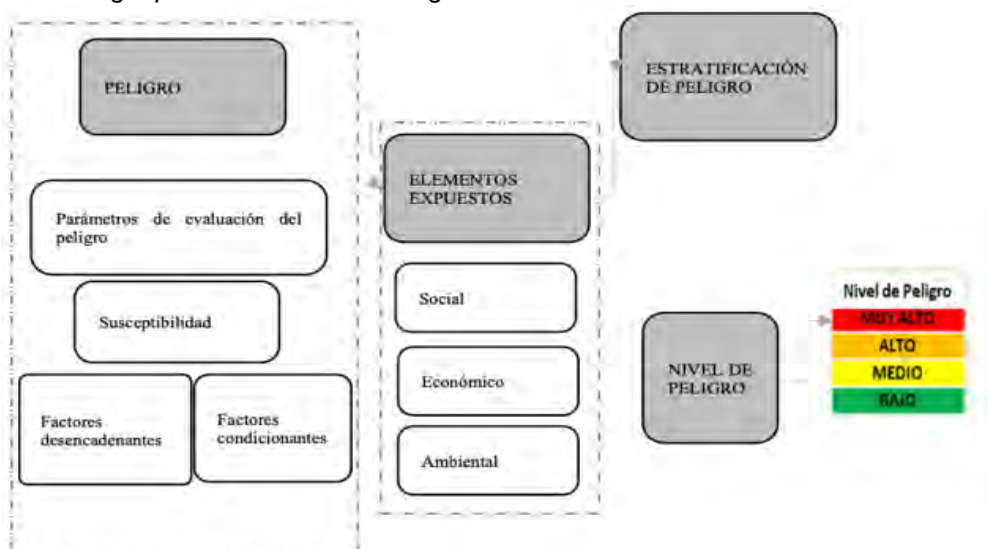 PELIGRO
Parámetros de evaluación del
peligro
Susceptibilidad
Factores
desencadenantes
Factores
condicionantes
ELEMENTOS
EXPUESTOS
Social
Económico
Ambiental
ESTRATIFICACIÓN
DE PELIGRO
NIVEL DE
PELIGRO
Nivel de Peligro
MUY ALTO
ALTO
MEDIO
BAJO